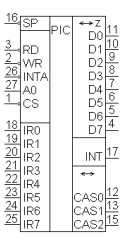 16 SP PIC ↔Z
D0 11
D1 10
3 RD D2 9
2 WR D3 8
26 INTA D4 7
27 A0 D5 6
1 CS D6 5
D7 4
18 IR0
19 IR1
20 IR2 INT 17
21 IR3
22 IR4 ↔
23 IR5 CAS0 12
24 IR6 CAS1 13
25 IR7 CAS2 15